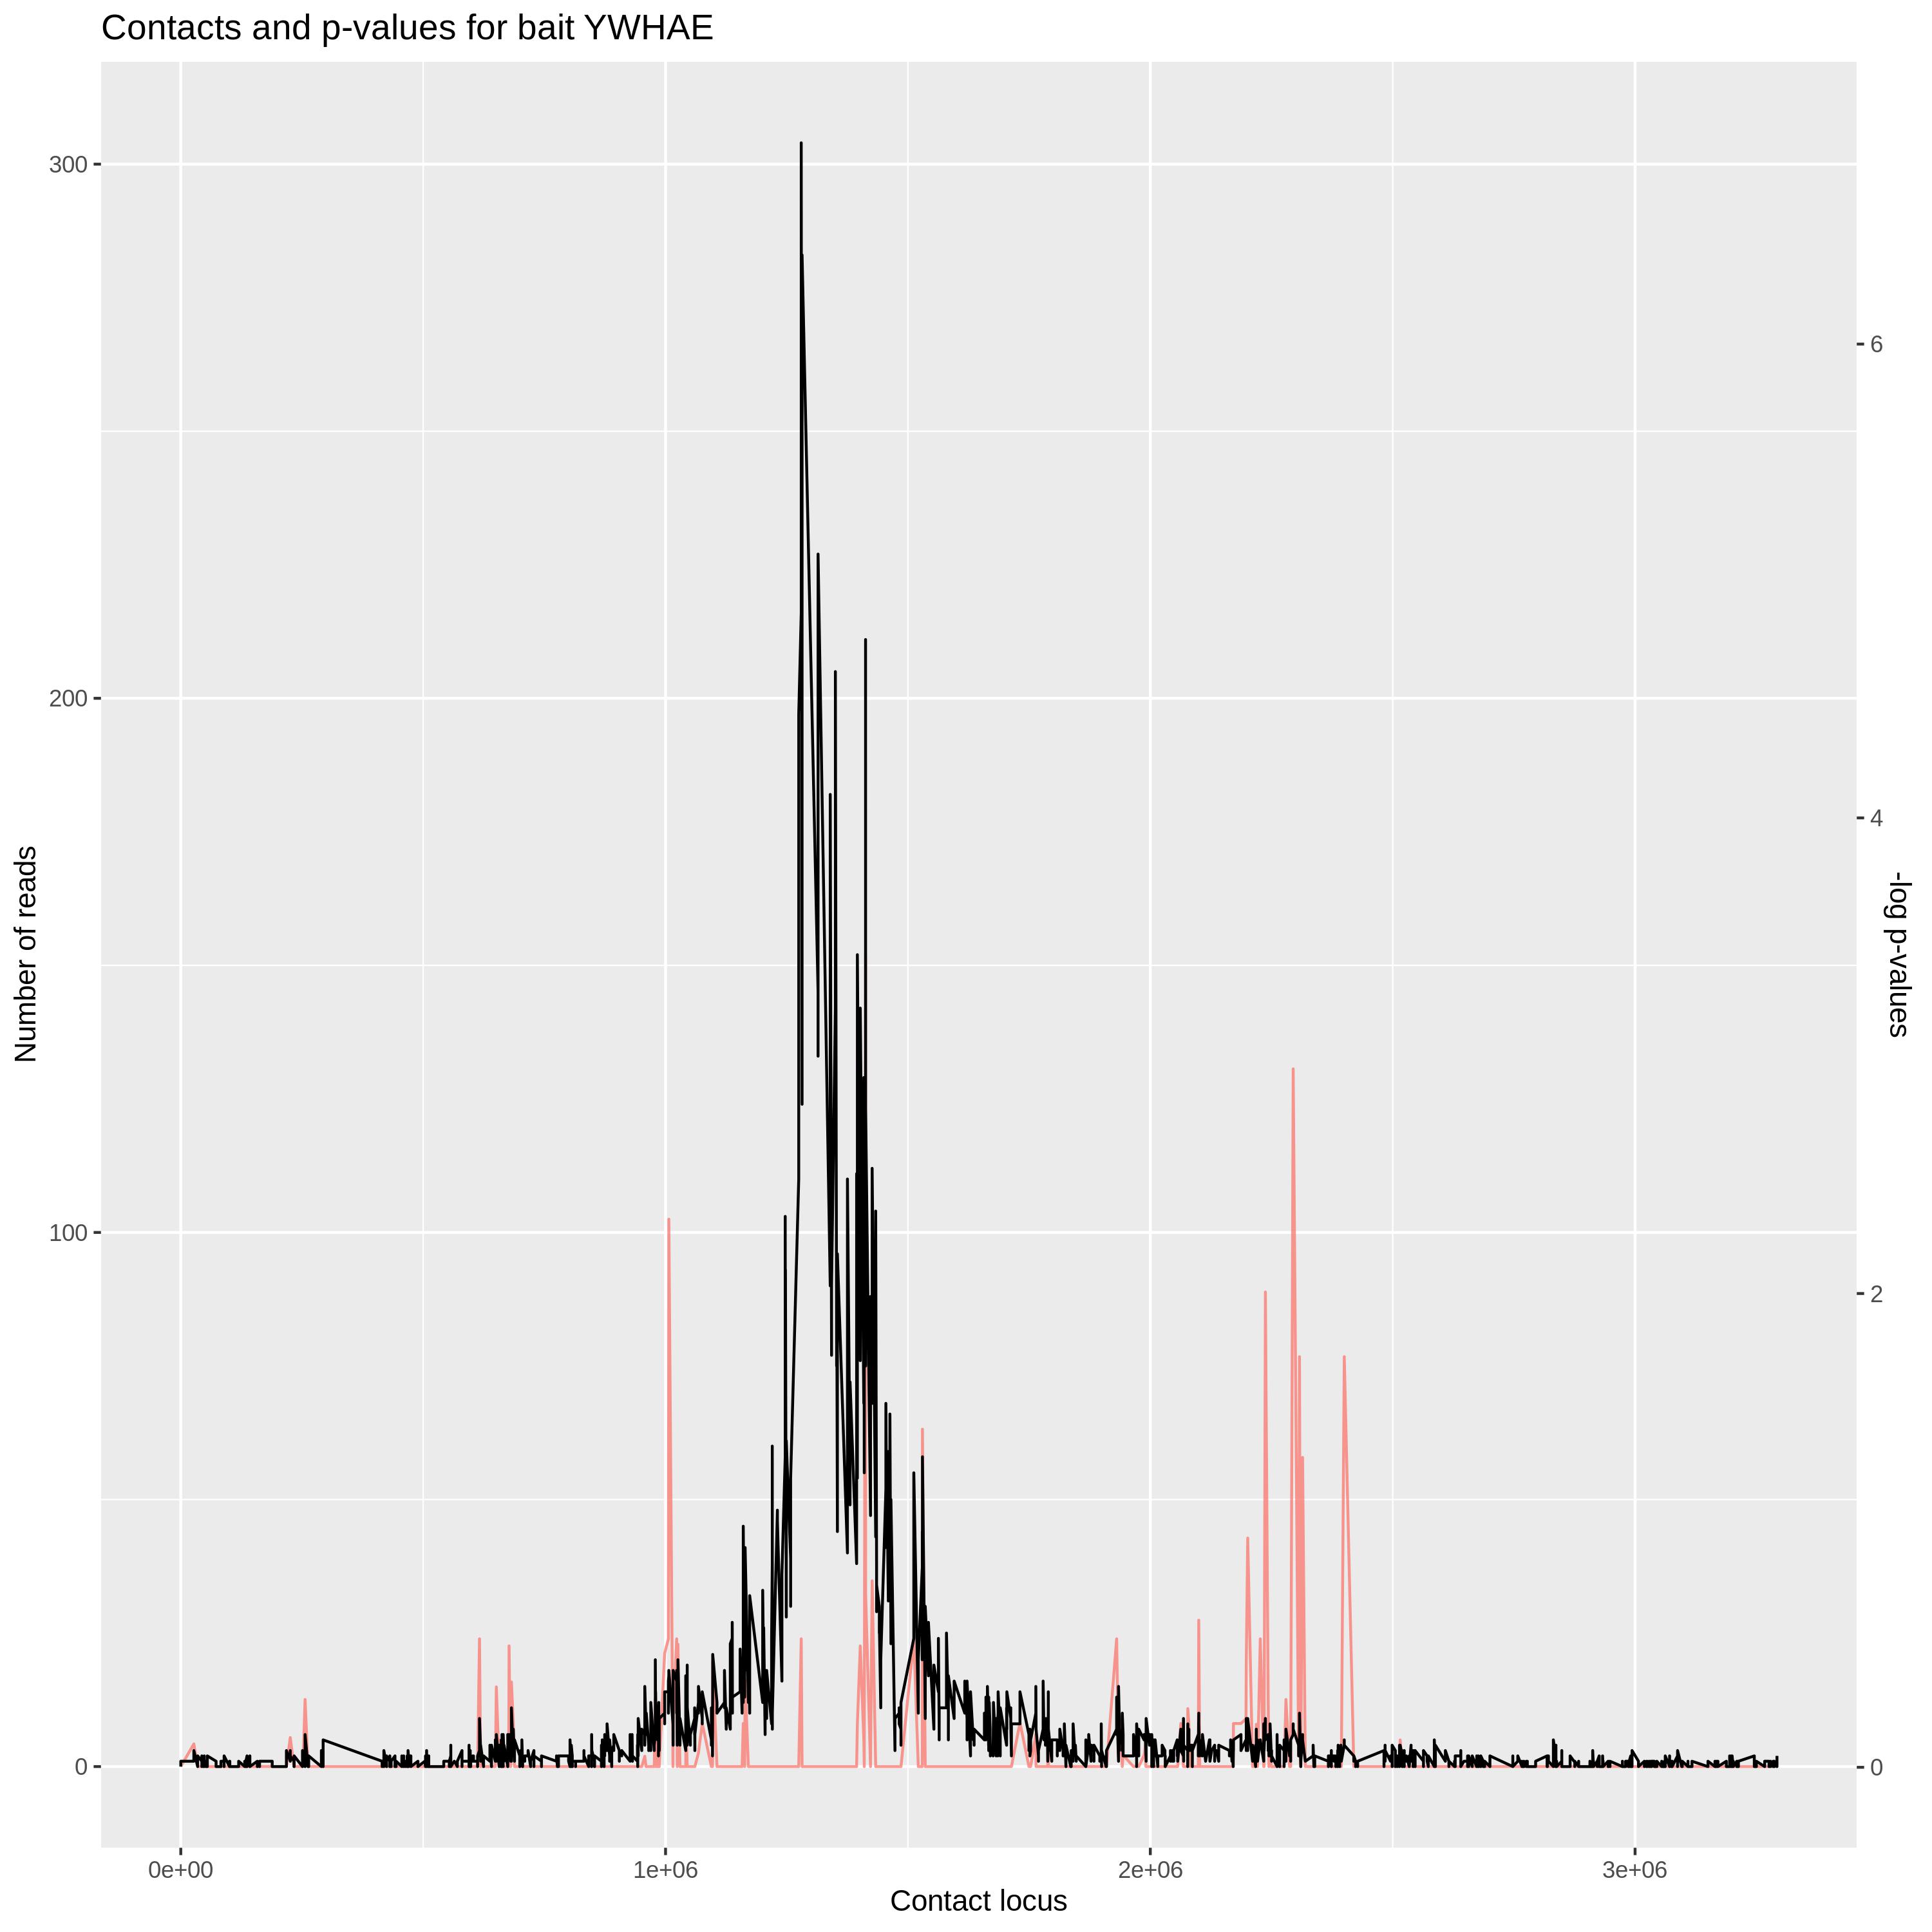 Contacts and p-values for bait YWHAE
300
200
100
0
Number of reads
6
4
2
0
-log p-values
0e+00
1e+06
2e+06
3e+06
Contact locus